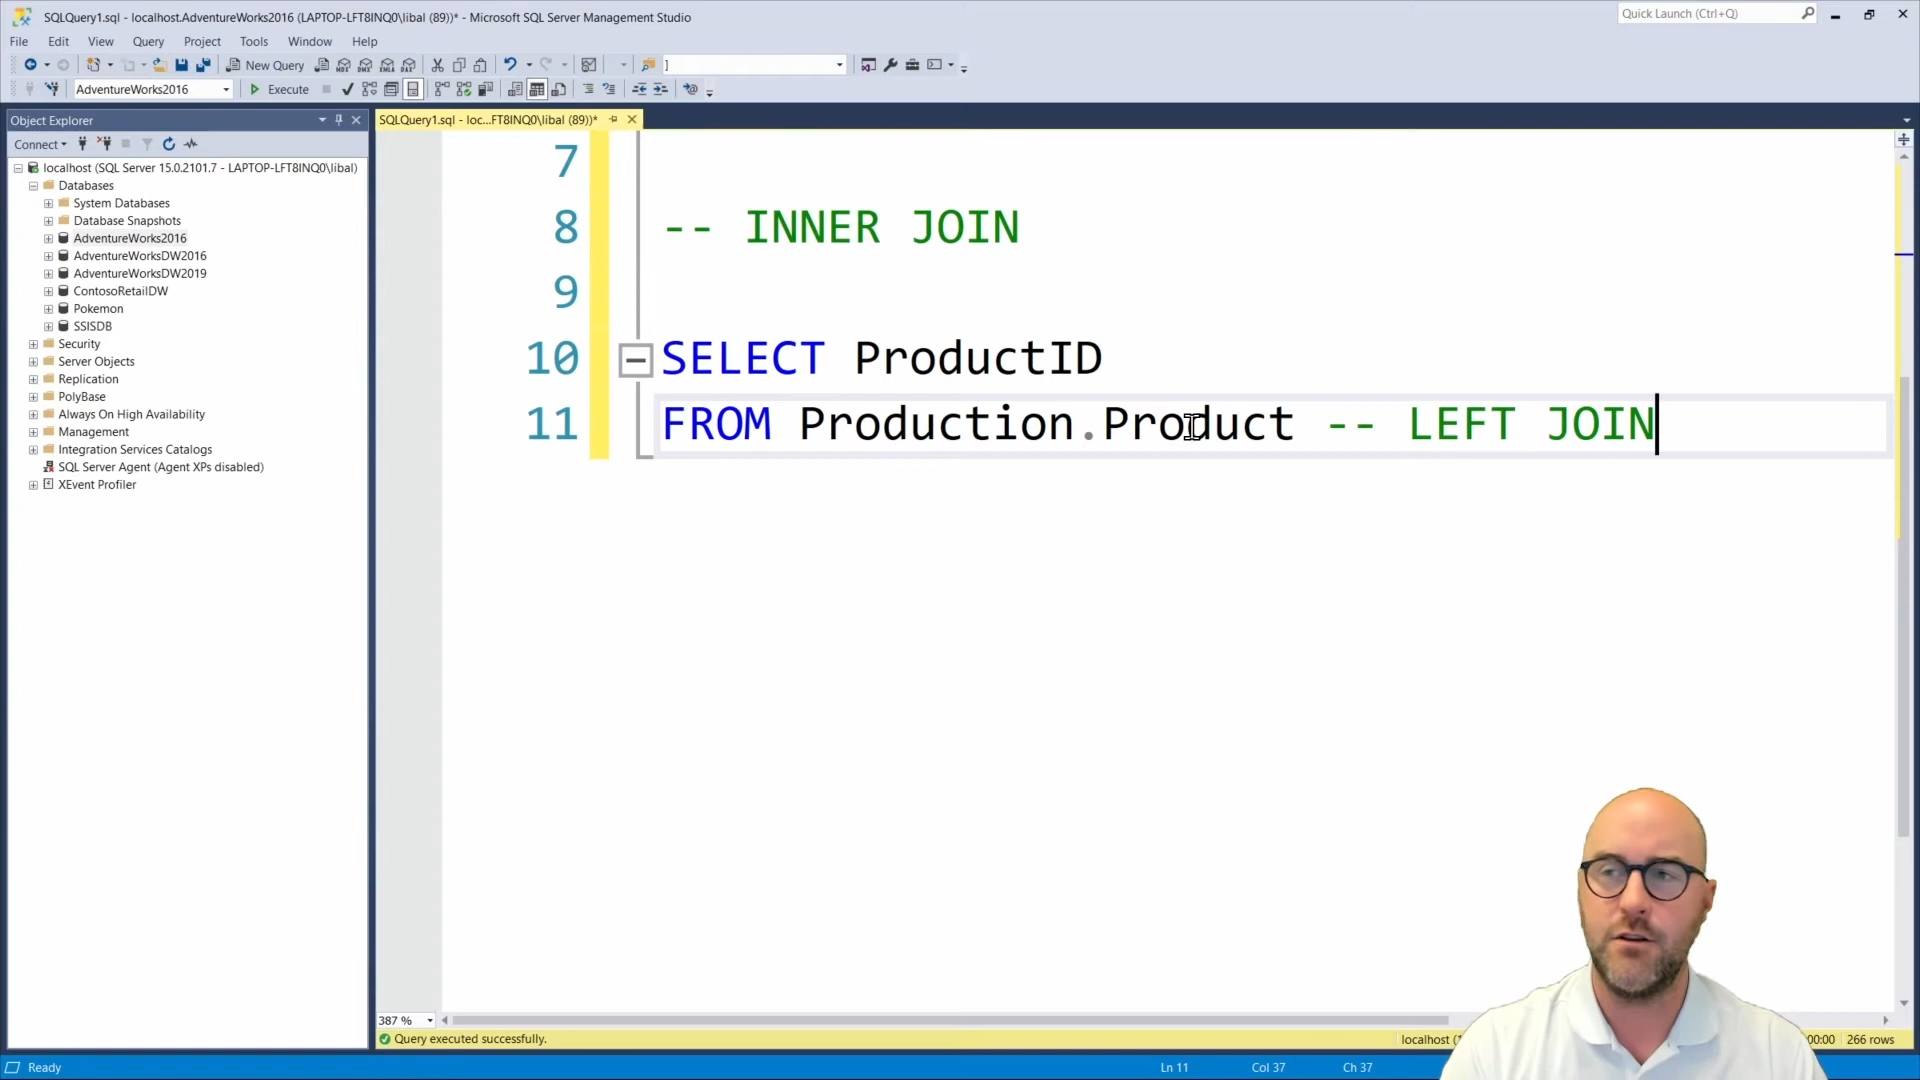 SQLQuery1.sql - localhost.AdventureWorks2016 (LAPTOP-LFT8INQ0\libal (89))* - Microsoft SQL Server Management Studio
Quick Launch (Ctrl+Q)
File Edit View Query Project Tools Window Help
New Query
]
AdventureWorks2016
Execute
Object Explorer
SQLQuery1.sql - loc...FT8INQ0\libal (89))*
Connect
localhost (SQL Server 15.0.2101.7 - LAPTOP-LFT8INQ0\libal)
Databases
System Databases
Database Snapshots
AdventureWorks2016
AdventureWorksDW2016
AdventureWorksDW2019
ContosoRetailDW
Pokemon
SSISDB
Security
Server Objects
Replication
PolyBase
Always On High Availability
Management
Integration Services Catalogs
SQL Server Agent (Agent XPs disabled)
XEvent Profiler
7
8 -- INNER JOIN
9
10 SELECT ProductID
11 FROM Production.Product -- LEFT JOIN
387 %
Query executed successfully.
localhost (
00:00 266 rows
Ready
Ln 11 Col 37 Ch 37